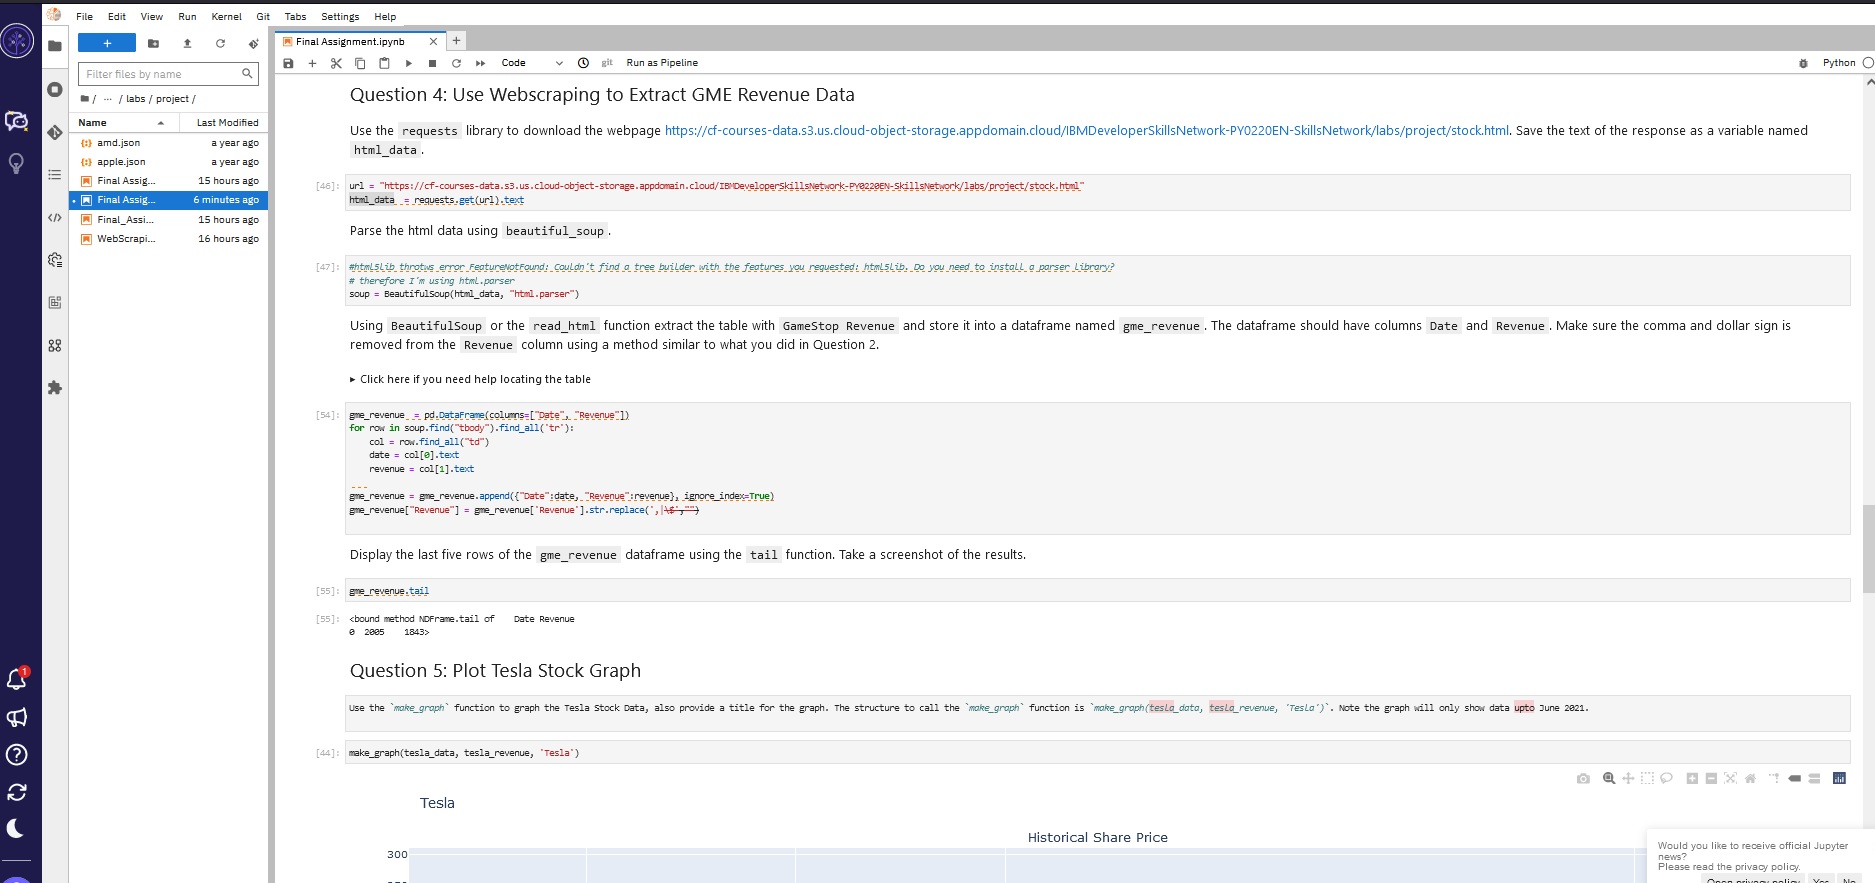 File Edit View Run Kernel Git Tabs Settings Help
+
Filter files by name
/ ... / labs / project /
Name Last Modified
amd.json a year ago
apple.json a year ago
Final Assig... 15 hours ago
Final Assig... 6 minutes ago
Final_Assi... 15 hours ago
WebScrapi... 16 hours ago
1
Final Assignment.ipynb × +
Code git Run as Pipeline Python
Question 4: Use Webscraping to Extract GME Revenue Data
Use the requests library to download the webpage https://cf-courses-data.s3.us.cloud-object-storage.appdomain.cloud/IBMDeveloperSkillsNetwork-PY0220EN-SkillsNetwork/labs/project/stock.html. Save the text of the response as a variable named
html_data .
[46]: url = "https://cf-courses-data.s3.us.cloud-object-storage.appdomain.cloud/IBMDeveloperSkillsNetwork-PY0220EN-SkillsNetwork/labs/project/stock.html"
html_data = requests.get(url).text
Parse the html data using beautiful_soup .
[47]: #html5lib throtws error FeatureNotFound: Couldn't find a tree builder with the features you requested: html5lib. Do you need to install a parser library?
# therefore I'm using html.parser
soup = BeautifulSoup(html_data, "html.parser")
Using BeautifulSoup or the read_html function extract the table with GameStop Revenue and store it into a dataframe named gme_revenue . The dataframe should have columns Date and Revenue . Make sure the comma and dollar sign is
removed from the Revenue column using a method similar to what you did in Question 2.
▸ Click here if you need help locating the table
[54]: gme_revenue = pd.DataFrame(columns=["Date", "Revenue"])
for row in soup.find("tbody").find_all('tr'):
    col = row.find_all("td")
    date = col[0].text
    revenue = col[1].text
gme_revenue = gme_revenue.append({"Date":date, "Revenue":revenue}, ignore_index=True)
gme_revenue["Revenue"] = gme_revenue['Revenue'].str.replace(',|\$',"")
Display the last five rows of the gme_revenue dataframe using the tail function. Take a screenshot of the results.
[55]: gme_revenue.tail
[55]: <bound method NDFrame.tail of    Date Revenue
0  2005    1843>
Question 5: Plot Tesla Stock Graph
Use the `make_graph` function to graph the Tesla Stock Data, also provide a title for the graph. The structure to call the `make_graph` function is `make_graph(tesla_data, tesla_revenue, 'Tesla')`. Note the graph will only show data upto June 2021.
[44]: make_graph(tesla_data, tesla_revenue, 'Tesla')
Tesla
Historical Share Price
300
Would you like to receive official Jupyter
news?
Please read the privacy policy.
Open privacy policy Yes No